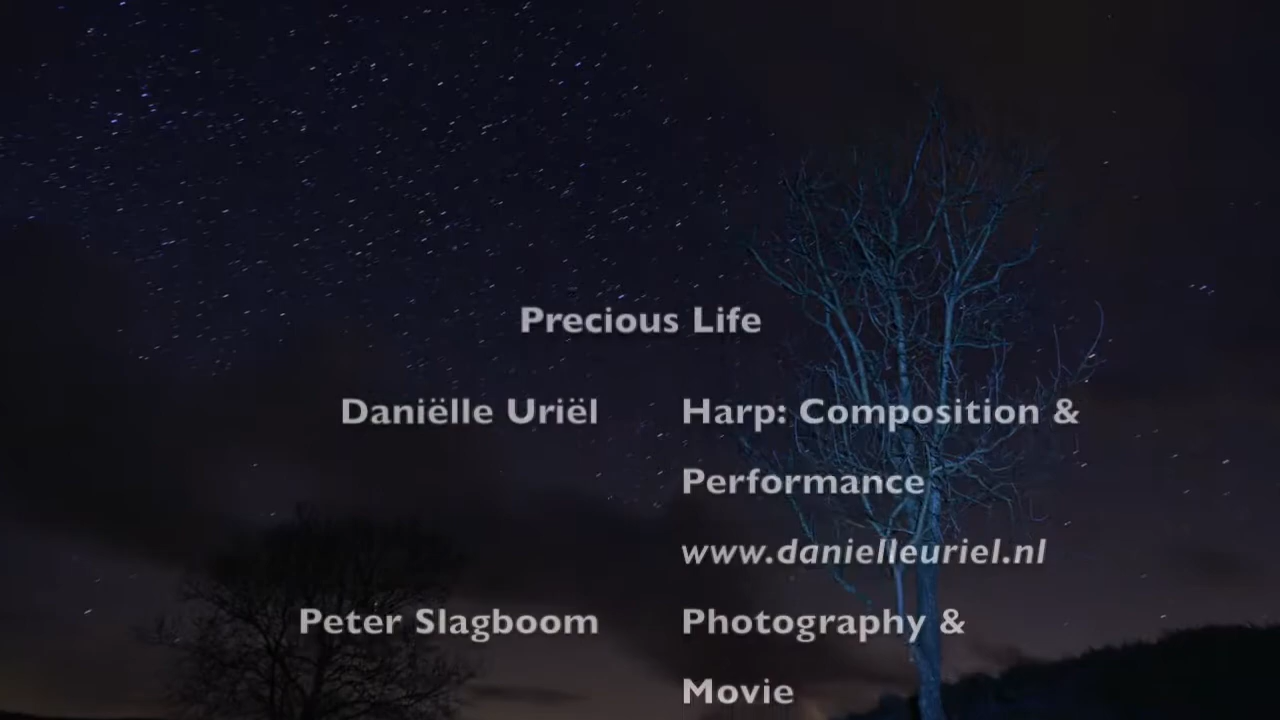 Precious Life
Daniëlle Uriël Harp: Composition &
Performance
www.danielleuriel.nl
Peter Slagboom Photography &
Movie